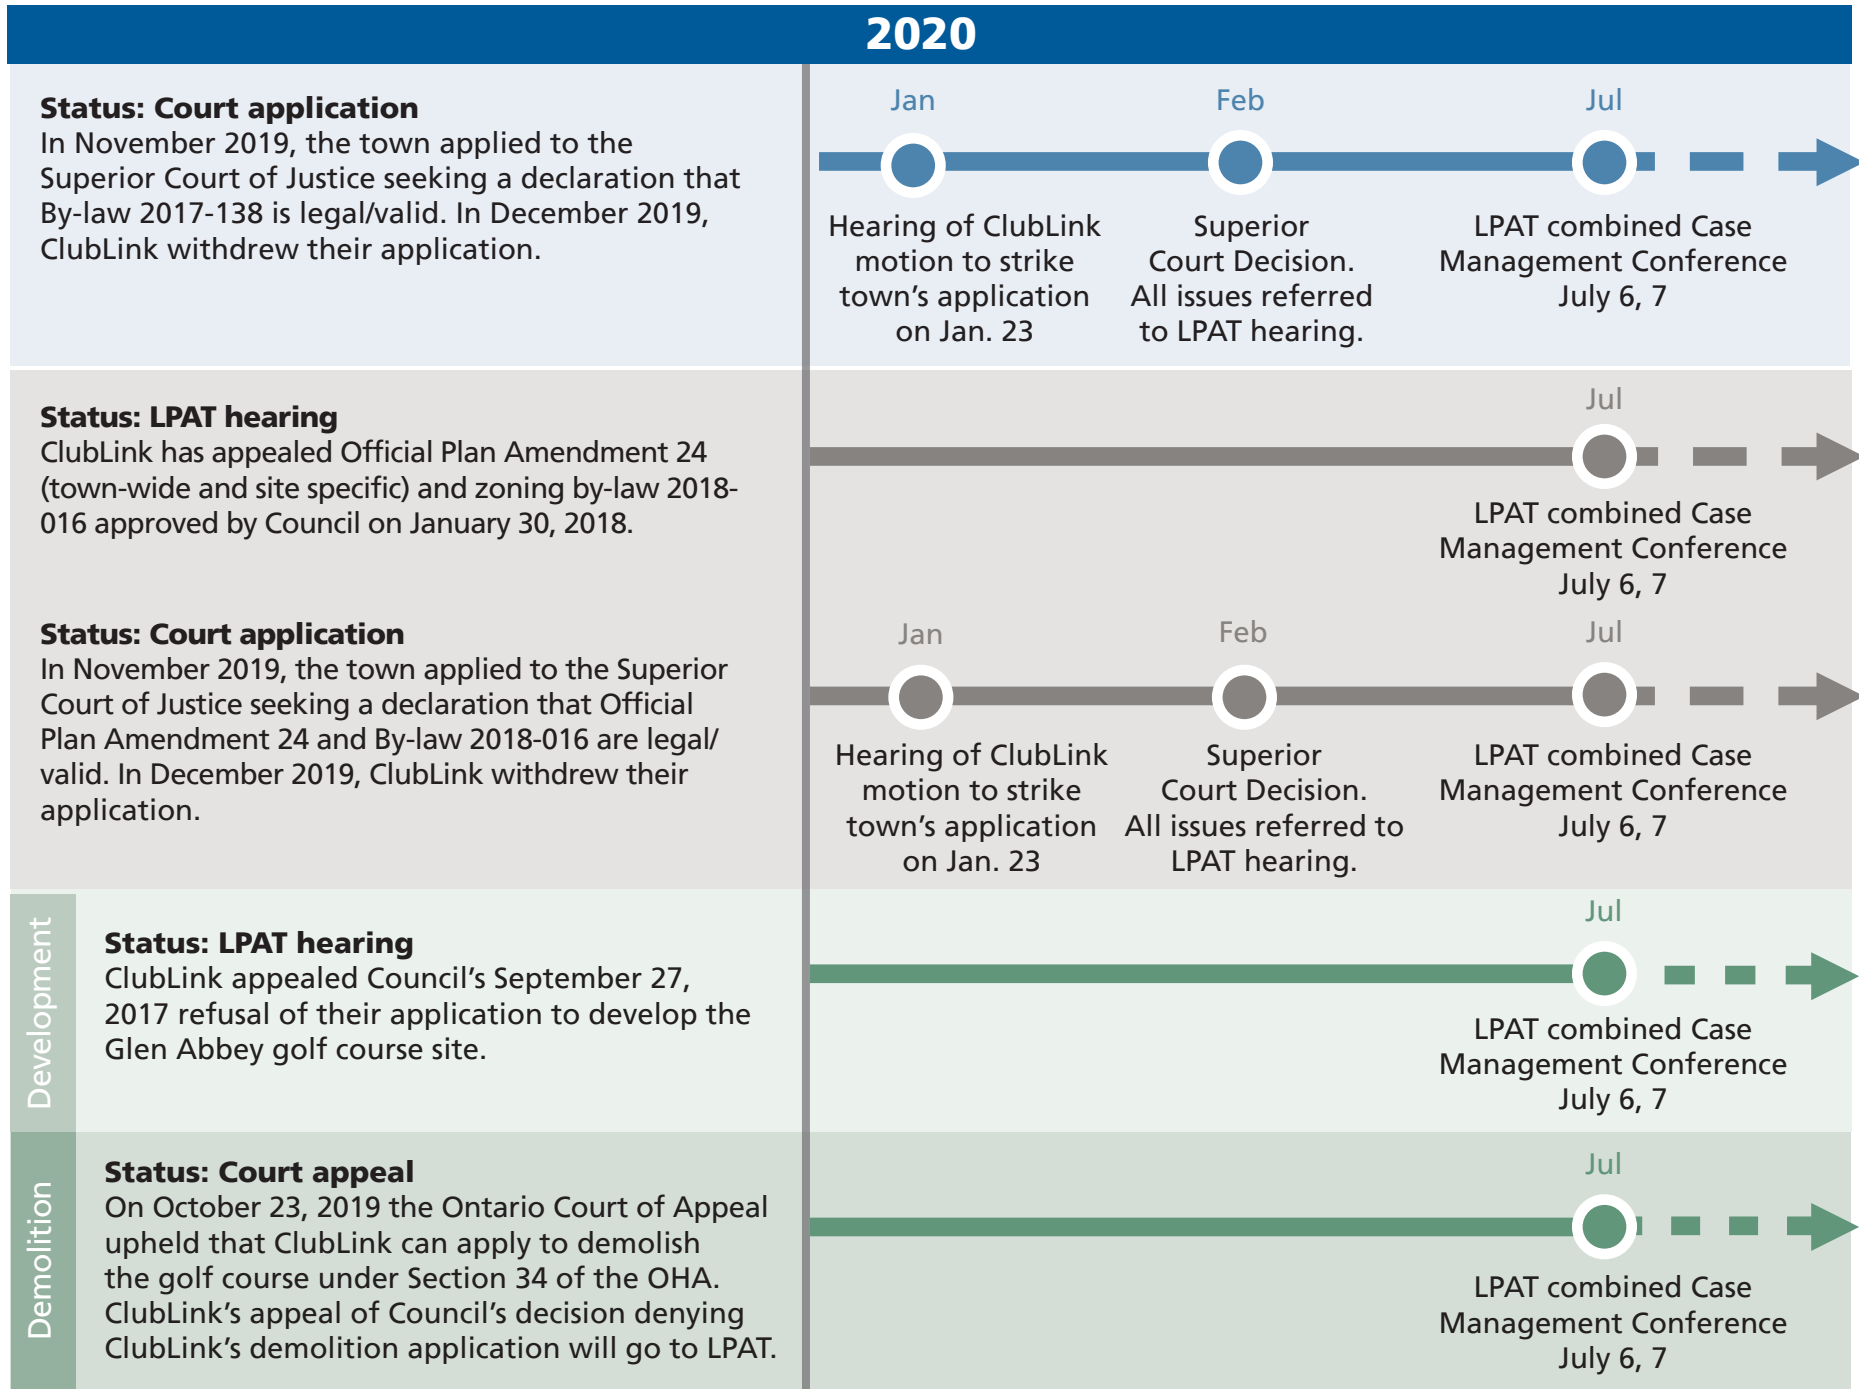 2020
Status: Court application
In November 2019, the town applied to the
Superior Court of Justice seeking a declaration that
By-law 2017-138 is legal/valid. In December 2019,
ClubLink withdrew their application.
Jan
Hearing of ClubLink
motion to strike
town's application
on Jan. 23
Feb
Superior
Court Decision.
All issues referred
to LPAT hearing.
Jul
LPAT combined Case
Management Conference
July 6, 7
Status: LPAT hearing
ClubLink has appealed Official Plan Amendment 24
(town-wide and site specific) and zoning by-law 2018-
016 approved by Council on January 30, 2018.
Jul
LPAT combined Case
Management Conference
July 6, 7
Status: Court application
In November 2019, the town applied to the Superior
Court of Justice seeking a declaration that Official
Plan Amendment 24 and By-law 2018-016 are legal/
valid. In December 2019, ClubLink withdrew their
application.
Jan
Hearing of ClubLink
motion to strike
town's application
on Jan. 23
Feb
Superior
Court Decision.
All issues referred to
LPAT hearing.
Jul
LPAT combined Case
Management Conference
July 6, 7
Development
Status: LPAT hearing
ClubLink appealed Council's September 27,
2017 refusal of their application to develop the
Glen Abbey golf course site.
Jul
LPAT combined Case
Management Conference
July 6, 7
Demolition
Status: Court appeal
On October 23, 2019 the Ontario Court of Appeal
upheld that ClubLink can apply to demolish
the golf course under Section 34 of the OHA.
ClubLink's appeal of Council's decision denying
ClubLink's demolition application will go to LPAT.
Jul
LPAT combined Case
Management Conference
July 6, 7